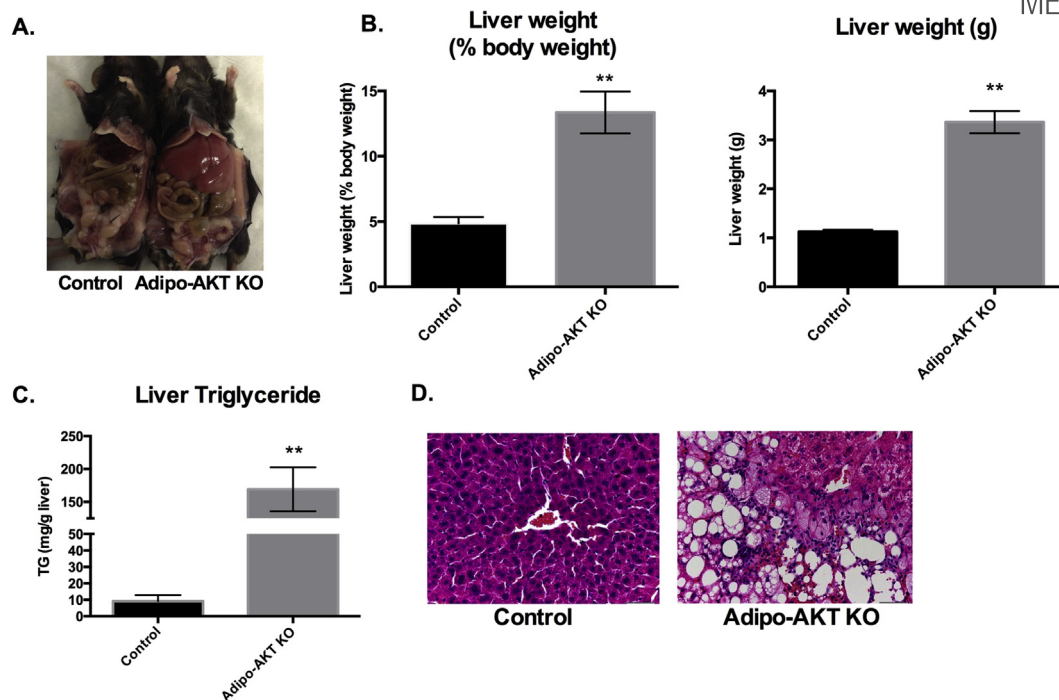 ME
A.
Control Adipo-AKT KO
B.
Liver weight
(% body weight)
Liver weight (% body weight)
15
10
5
0
**
Control
Adipo-AKT KO
Liver weight (g)
Liver weight (g)
4
3
2
1
0
**
Control
Adipo-AKT KO
C.
Liver Triglyceride
TG (mg/g liver)
250
200
150
50
40
30
20
10
0
**
Control
Adipo-AKT KO
D.
Control
Adipo-AKT KO